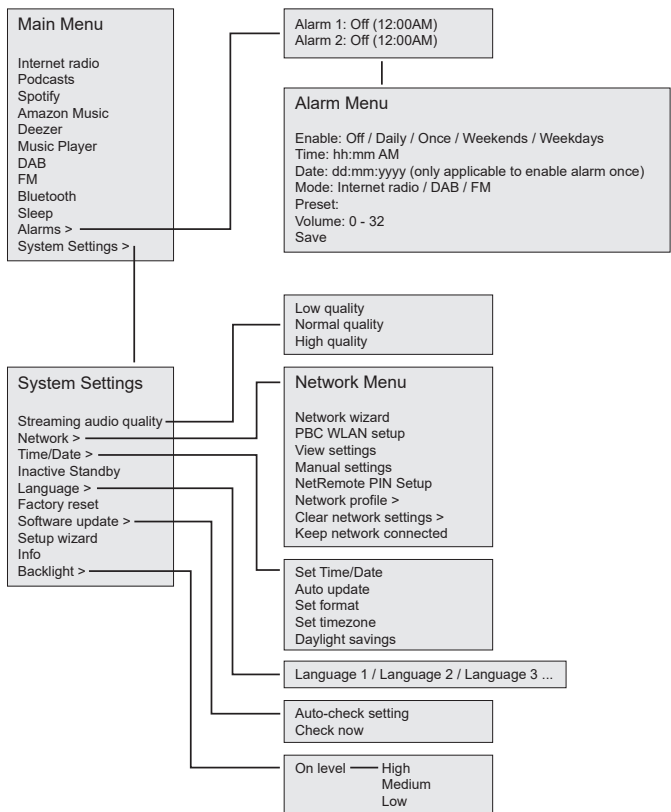 Main Menu
Internet radio
Podcasts
Spotify
Amazon Music
Deezer
Music Player
DAB
FM
Bluetooth
Sleep
Alarms >
System Settings >
Alarm 1: Off (12:00AM)
Alarm 2: Off (12:00AM)
Alarm Menu
Enable: Off / Daily / Once / Weekends / Weekdays
Time: hh:mm AM
Date: dd:mm:yyyy (only applicable to enable alarm once)
Mode: Internet radio / DAB / FM
Preset:
Volume: 0 - 32
Save
System Settings
Streaming audio quality
Network >
Time/Date >
Inactive Standby
Language >
Factory reset
Software update >
Setup wizard
Info
Backlight >
Low quality
Normal quality
High quality
Network Menu
Network wizard
PBC WLAN setup
View settings
Manual settings
NetRemote PIN Setup
Network profile >
Clear network settings >
Keep network connected
Set Time/Date
Auto update
Set format
Set timezone
Daylight savings
Language 1 / Language 2 / Language 3 ...
Auto-check setting
Check now
On level High
Medium
Low